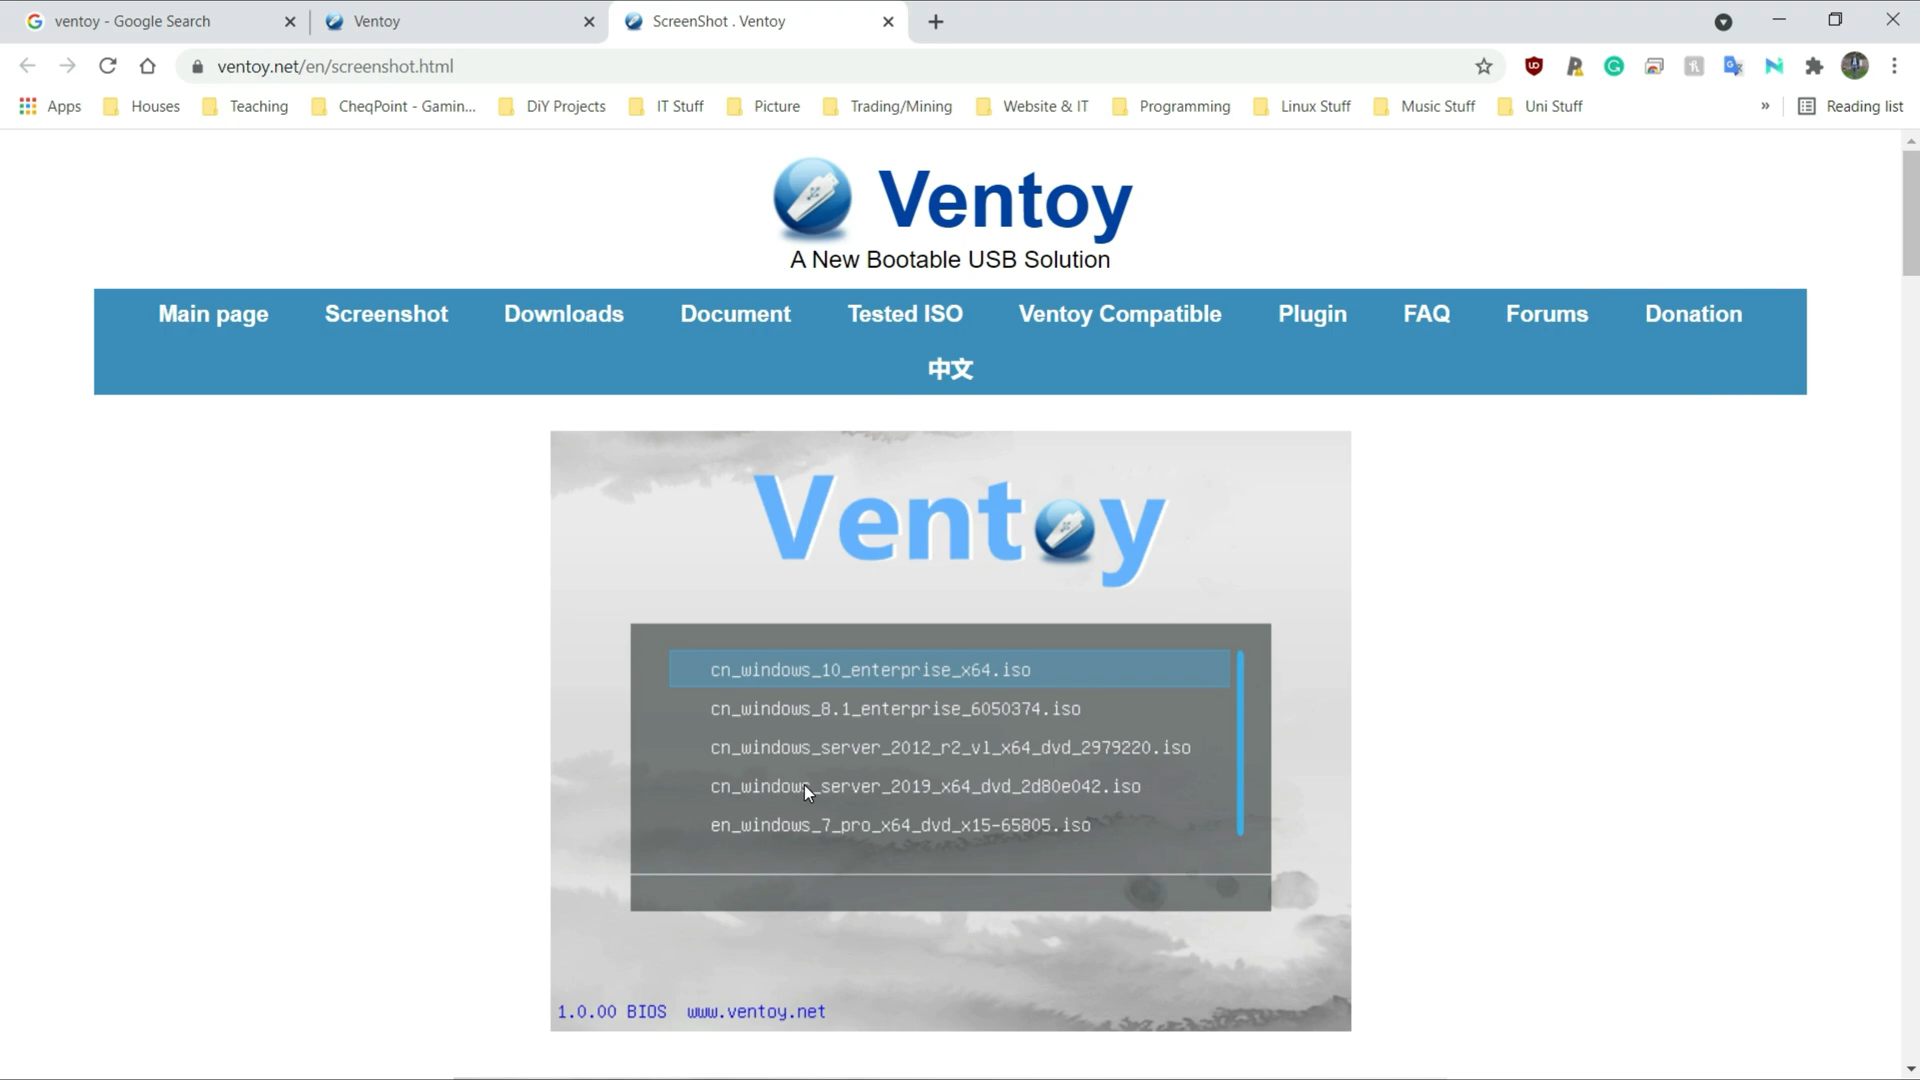 ventoy - Google Search
Ventoy
ScreenShot . Ventoy
ventoy.net/en/screenshot.html
Apps
Houses
Teaching
CheqPoint - Gamin...
DiY Projects
IT Stuff
Picture
Trading/Mining
Website & IT
Programming
Linux Stuff
Music Stuff
Uni Stuff
»
Reading list
Ventoy
A New Bootable USB Solution
Main page Screenshot Downloads Document Tested ISO Ventoy Compatible Plugin FAQ Forums Donation
中文
Ventoy
cn_windows_10_enterprise_x64.iso
cn_windows_8.1_enterprise_6050374.iso
cn_windows_server_2012_r2_vl_x64_dvd_2979220.iso
cn_windows_server_2019_x64_dvd_2d80e042.iso
en_windows_7_pro_x64_dvd_x15-65805.iso
1.0.00 BIOS www.ventoy.net